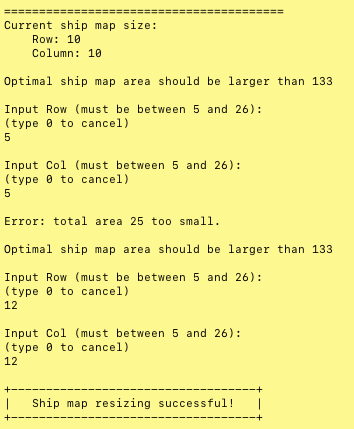 ========================================
Current ship map size:
    Row: 10
    Column: 10
Optimal ship map area should be larger than 133
Input Row (must be between 5 and 26):
(type 0 to cancel)
5
Input Col (must between 5 and 26):
(type 0 to cancel)
5
Error: total area 25 too small.
Optimal ship map area should be larger than 133
Input Row (must be between 5 and 26):
(type 0 to cancel)
12
Input Col (must between 5 and 26):
(type 0 to cancel)
12
+-----------------------------------+
|   Ship map resizing successful!   |
+-----------------------------------+